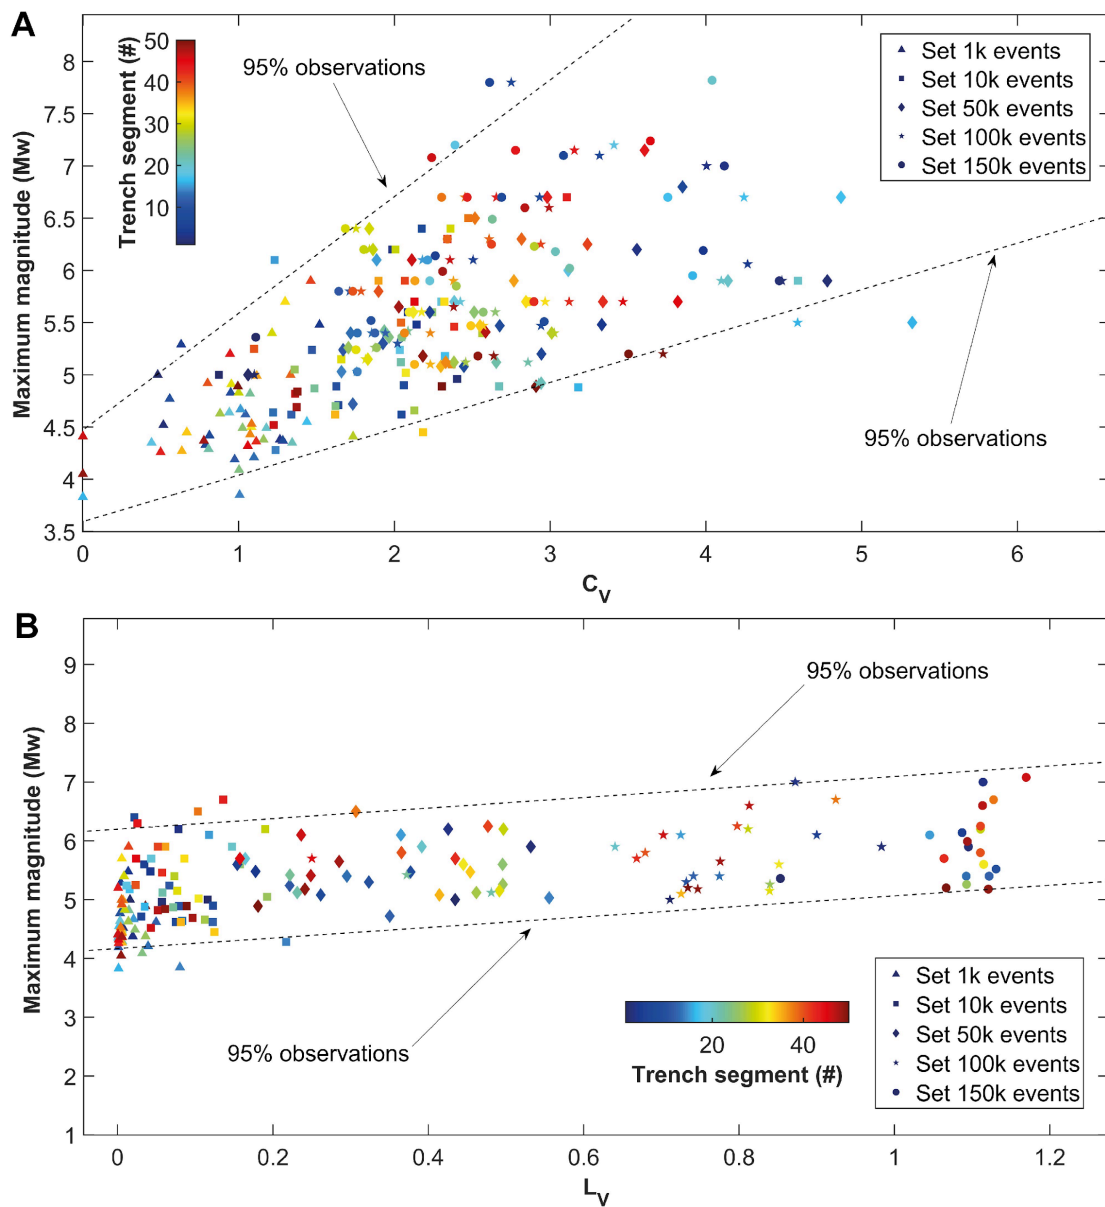 A
Trench segment (#)
50
40
30
20
10
95% observations
Set 1k events
Set 10k events
Set 50k events
Set 100k events
Set 150k events
95% observations
Maximum magnitude (Mw)
8
7.5
7
6.5
6
5.5
5
4.5
4
3.5
0 1 2 3 4 5 6
CV
B
95% observations
95% observations
Set 1k events
Set 10k events
Set 50k events
Set 100k events
Set 150k events
20 40
Trench segment (#)
Maximum magnitude (Mw)
9
8
7
6
5
4
3
2
1
0 0.2 0.4 0.6 0.8 1 1.2
LV